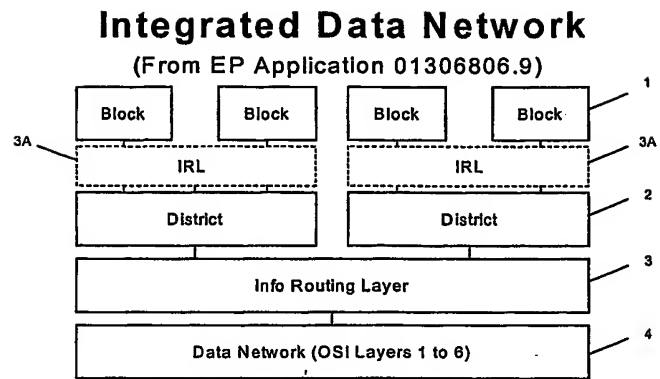 Integrated Data Network
(From EP Application 01306806.9)
Block Block Block Block 1
3A IRL IRL 3A
District District 2
Info Routing Layer 3
Data Network (OSI Layers 1 to 6) 4